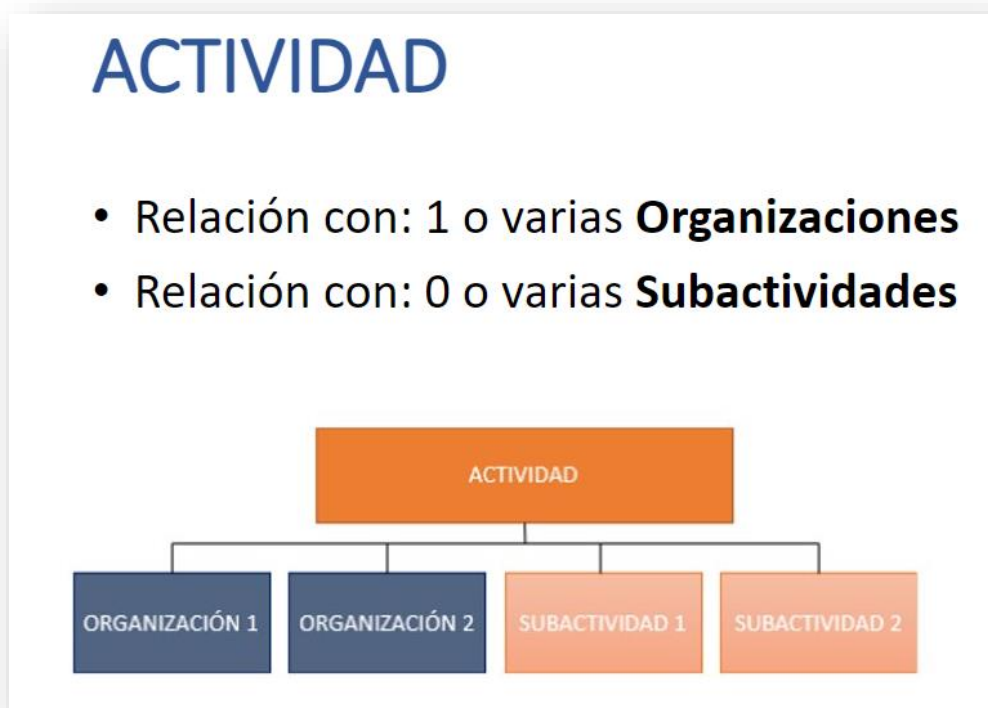 ACTIVIDAD
• Relación con: 1 o varias Organizaciones
• Relación con: 0 o varias Subactividades
ACTIVIDAD
ORGANIZACIÓN 1
ORGANIZACIÓN 2
SUBACTIVIDAD 1
SUBACTIVIDAD 2